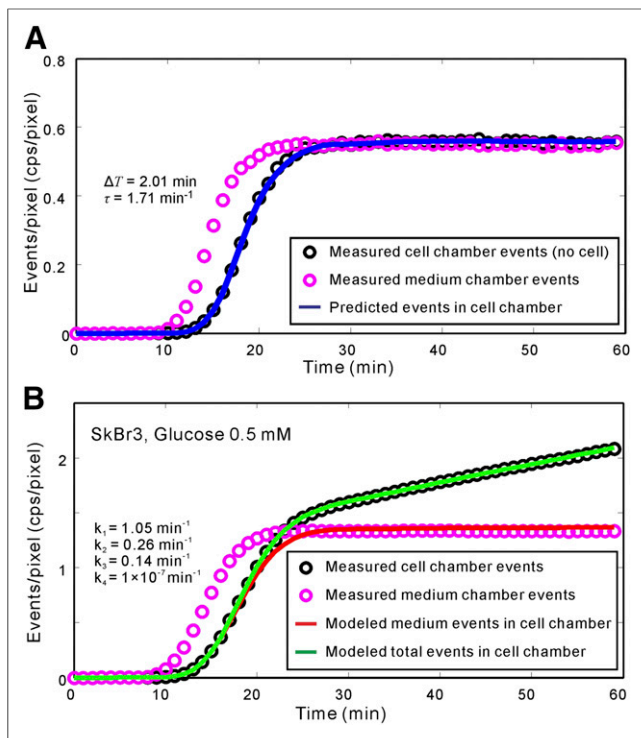 A
0.8
0.6
0.4
0.2
0
Events/pixel (cps/pixel)
ΔT = 2.01 min
τ = 1.71 min⁻¹
Measured cell chamber events (no cell)
Measured medium chamber events
Predicted events in cell chamber
0 10 20 30 40 50 60
Time (min)
B
SkBr3, Glucose 0.5 mM
2
1
0
Events/pixel (cps/pixel)
k₁ = 1.05 min⁻¹
k₂ = 0.26 min⁻¹
k₃ = 0.14 min⁻¹
k₄ = 1×10⁻⁷ min⁻¹
Measured cell chamber events
Measured medium chamber events
Modeled medium events in cell chamber
Modeled total events in cell chamber
0 10 20 30 40 50 60
Time (min)